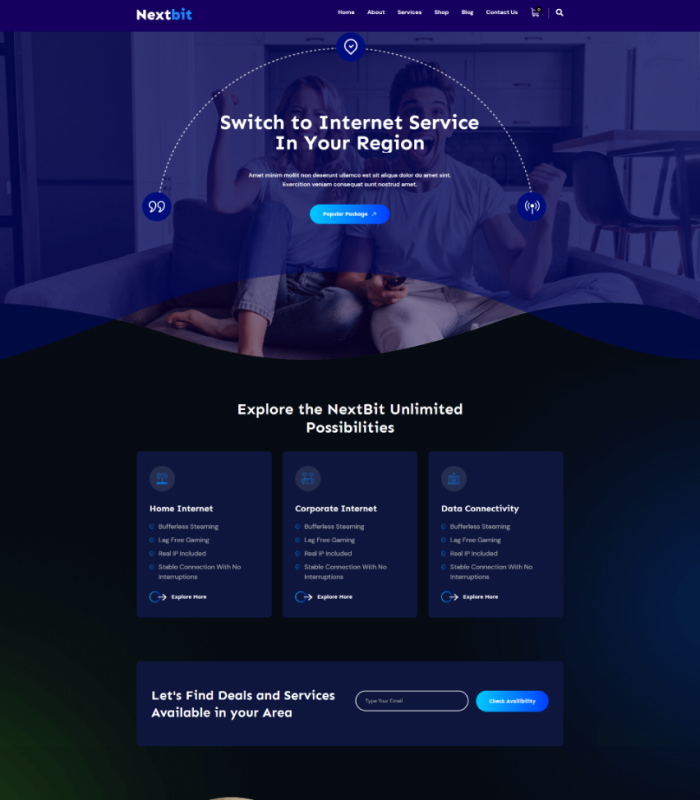 Nextbit
Home About Services Shop Blog Contact Us 0
Switch to Internet Service
In Your Region
Amet minim mollit non deserunt ullamco est sit aliqua dolor do amet sint.
Exercition veniam consequat sunt nostrud amet.
Popular Package
Explore the NextBit Unlimited
Possibilities
Home Internet
Bufferless Steaming
Lag Free Gaming
Real IP Included
Stable Connection With No
Interruptions
Explore More
Corporate Internet
Bufferless Steaming
Lag Free Gaming
Real IP Included
Stable Connection With No
Interruptions
Explore More
Data Connectivity
Bufferless Steaming
Lag Free Gaming
Real IP Included
Stable Connection With No
Interruptions
Explore More
Let's Find Deals and Services
Available in your Area
Type Your Email
Check Availibility